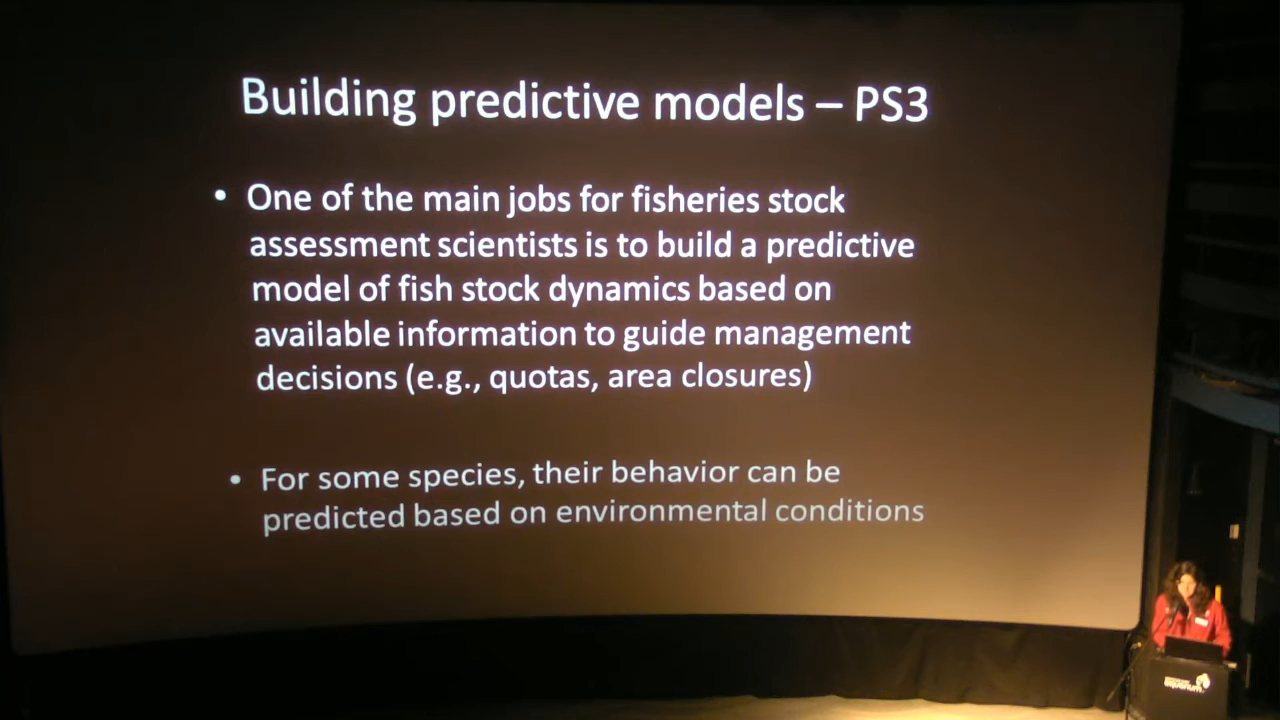 Building predictive models – PS3
• One of the main jobs for fisheries stock
assessment scientists is to build a predictive
model of fish stock dynamics based on
available information to guide management
decisions (e.g., quotas, area closures)
• For some species, their behavior can be
predicted based on environmental conditions
aquarium